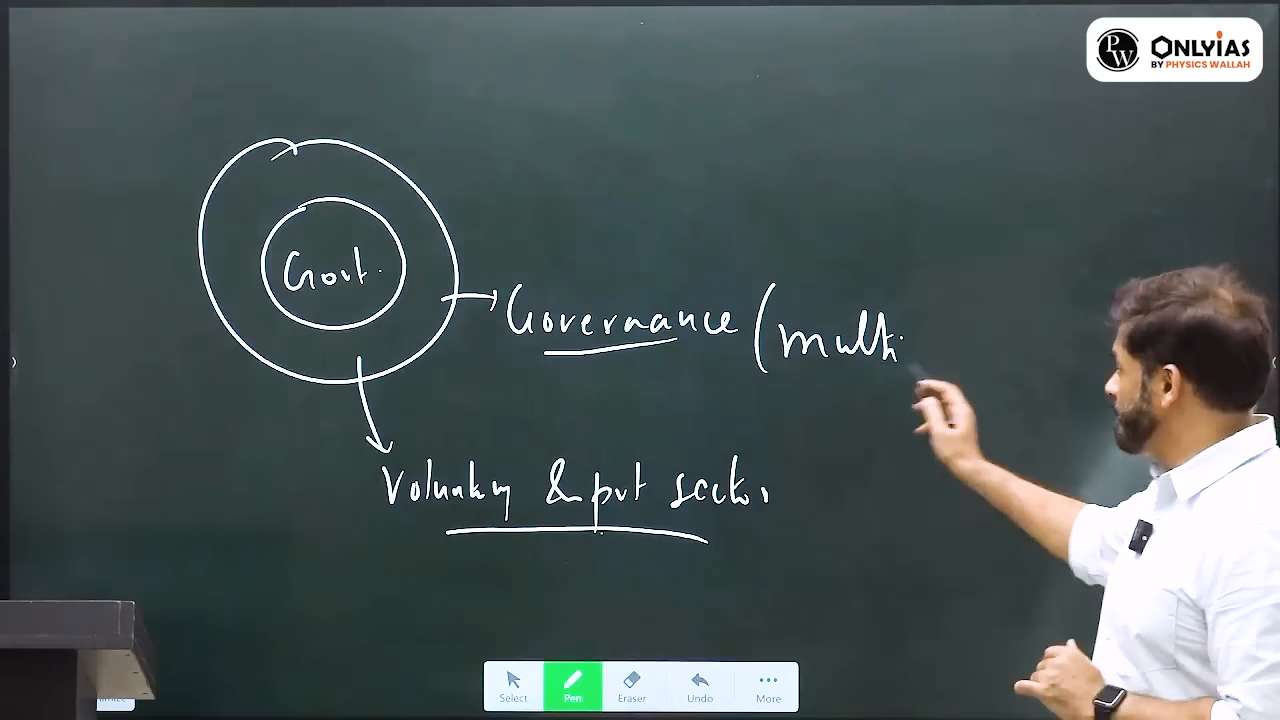 PW ONLYIAS
BY PHYSICS WALLAH
Govt.
Governance (multi
Voluntary & pvt sector
Select
Pen
Eraser
Undo
More